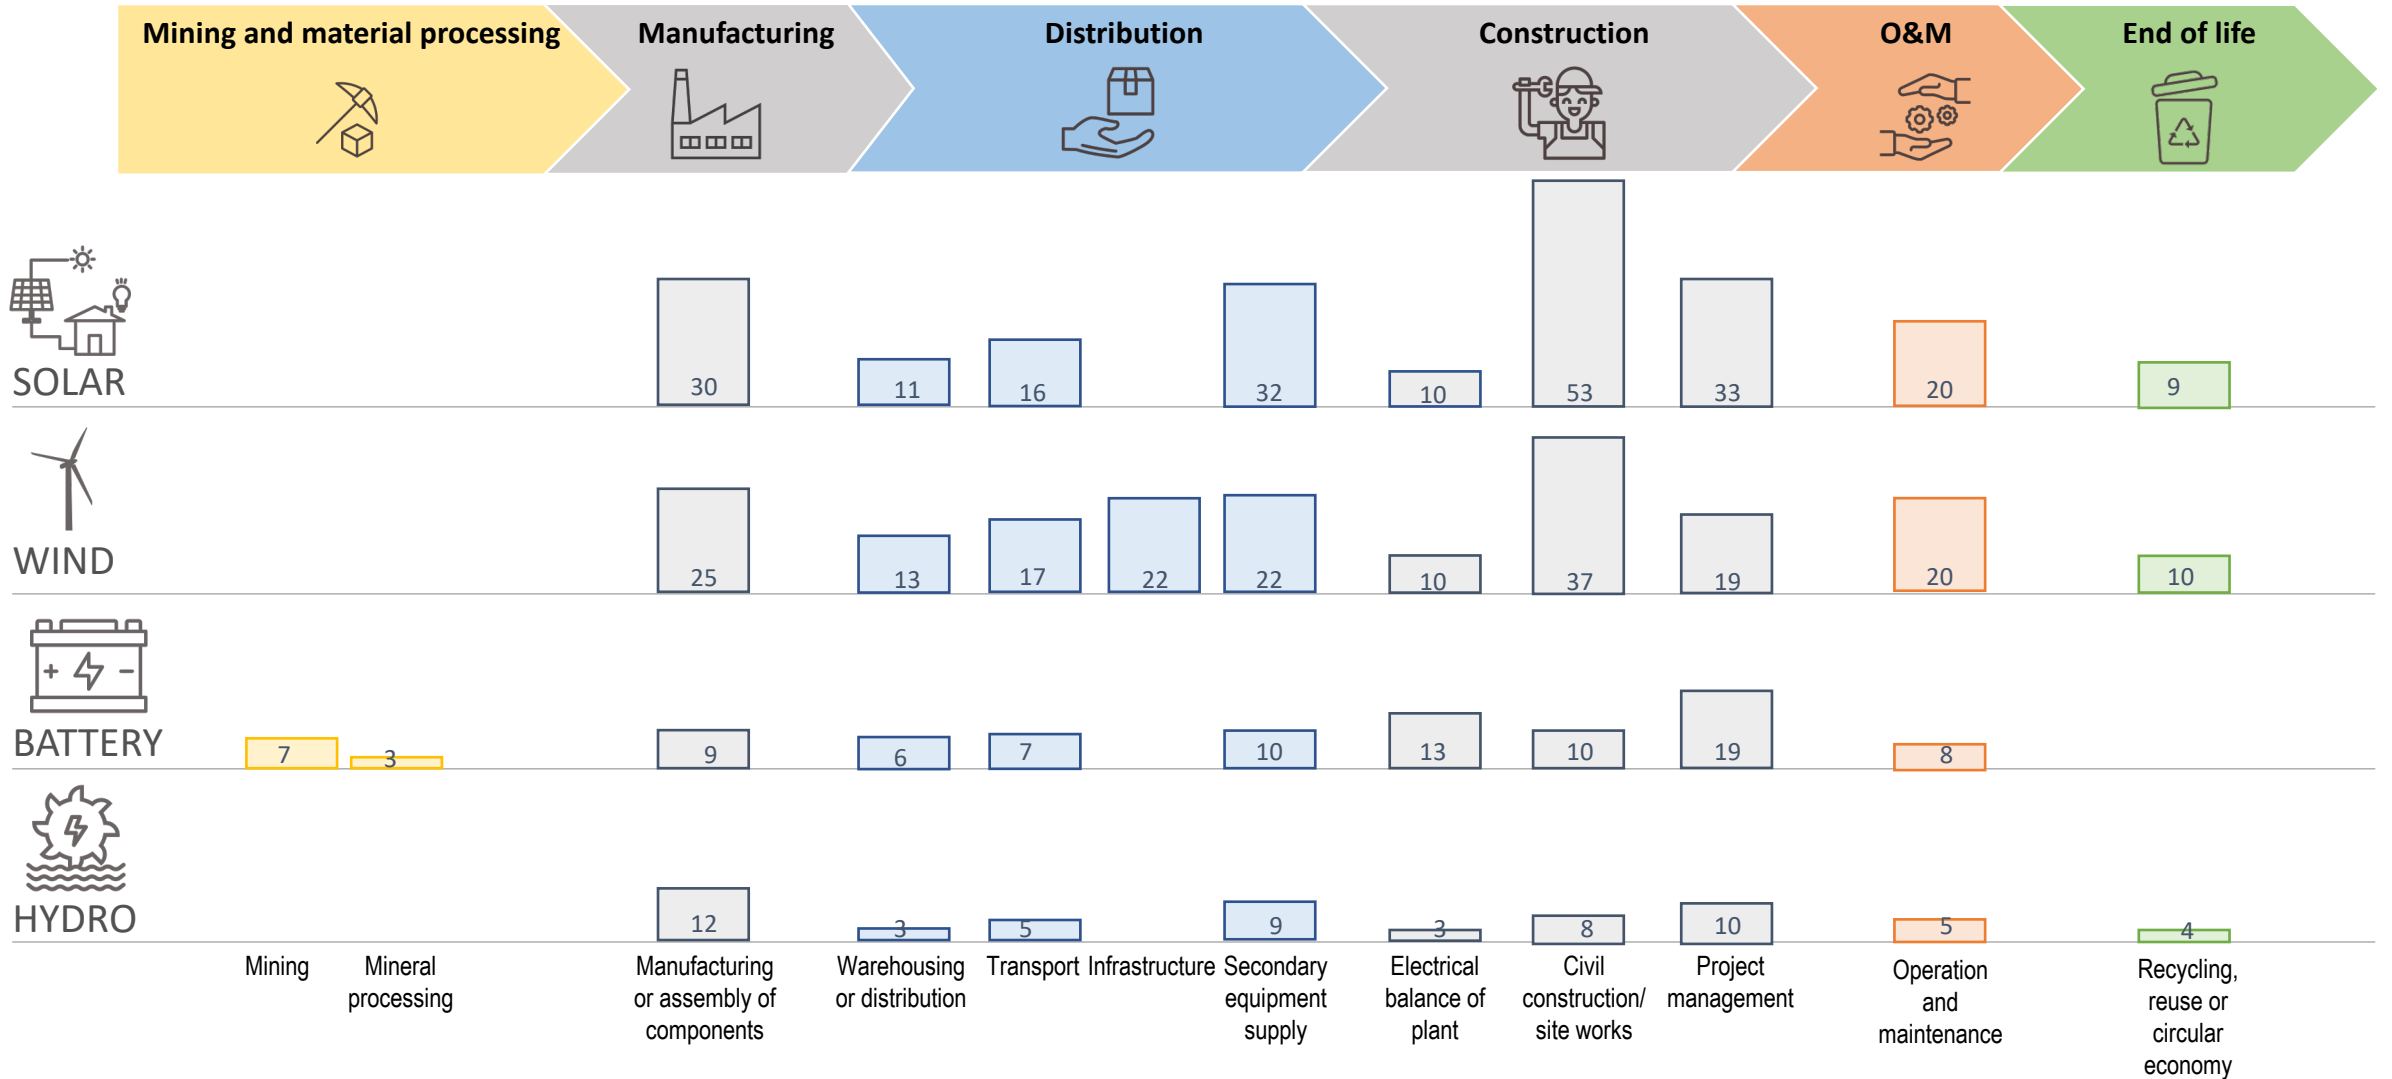 Mining and material processing
Manufacturing
Distribution
Construction
O&M
End of life
SOLAR
30
11
16
32
10
53
33
20
9
WIND
25
13
17
22
22
10
37
19
20
10
BATTERY
7
3
9
6
7
10
13
10
19
8
HYDRO
12
3
5
9
3
8
10
5
4
Mining
Mineral
processing
Manufacturing
or assembly of
components
Warehousing
or distribution
Transport
Infrastructure
Secondary
equipment
supply
Electrical
balance of
plant
Civil
construction/
site works
Project
management
Operation
and
maintenance
Recycling,
reuse or
circular
economy